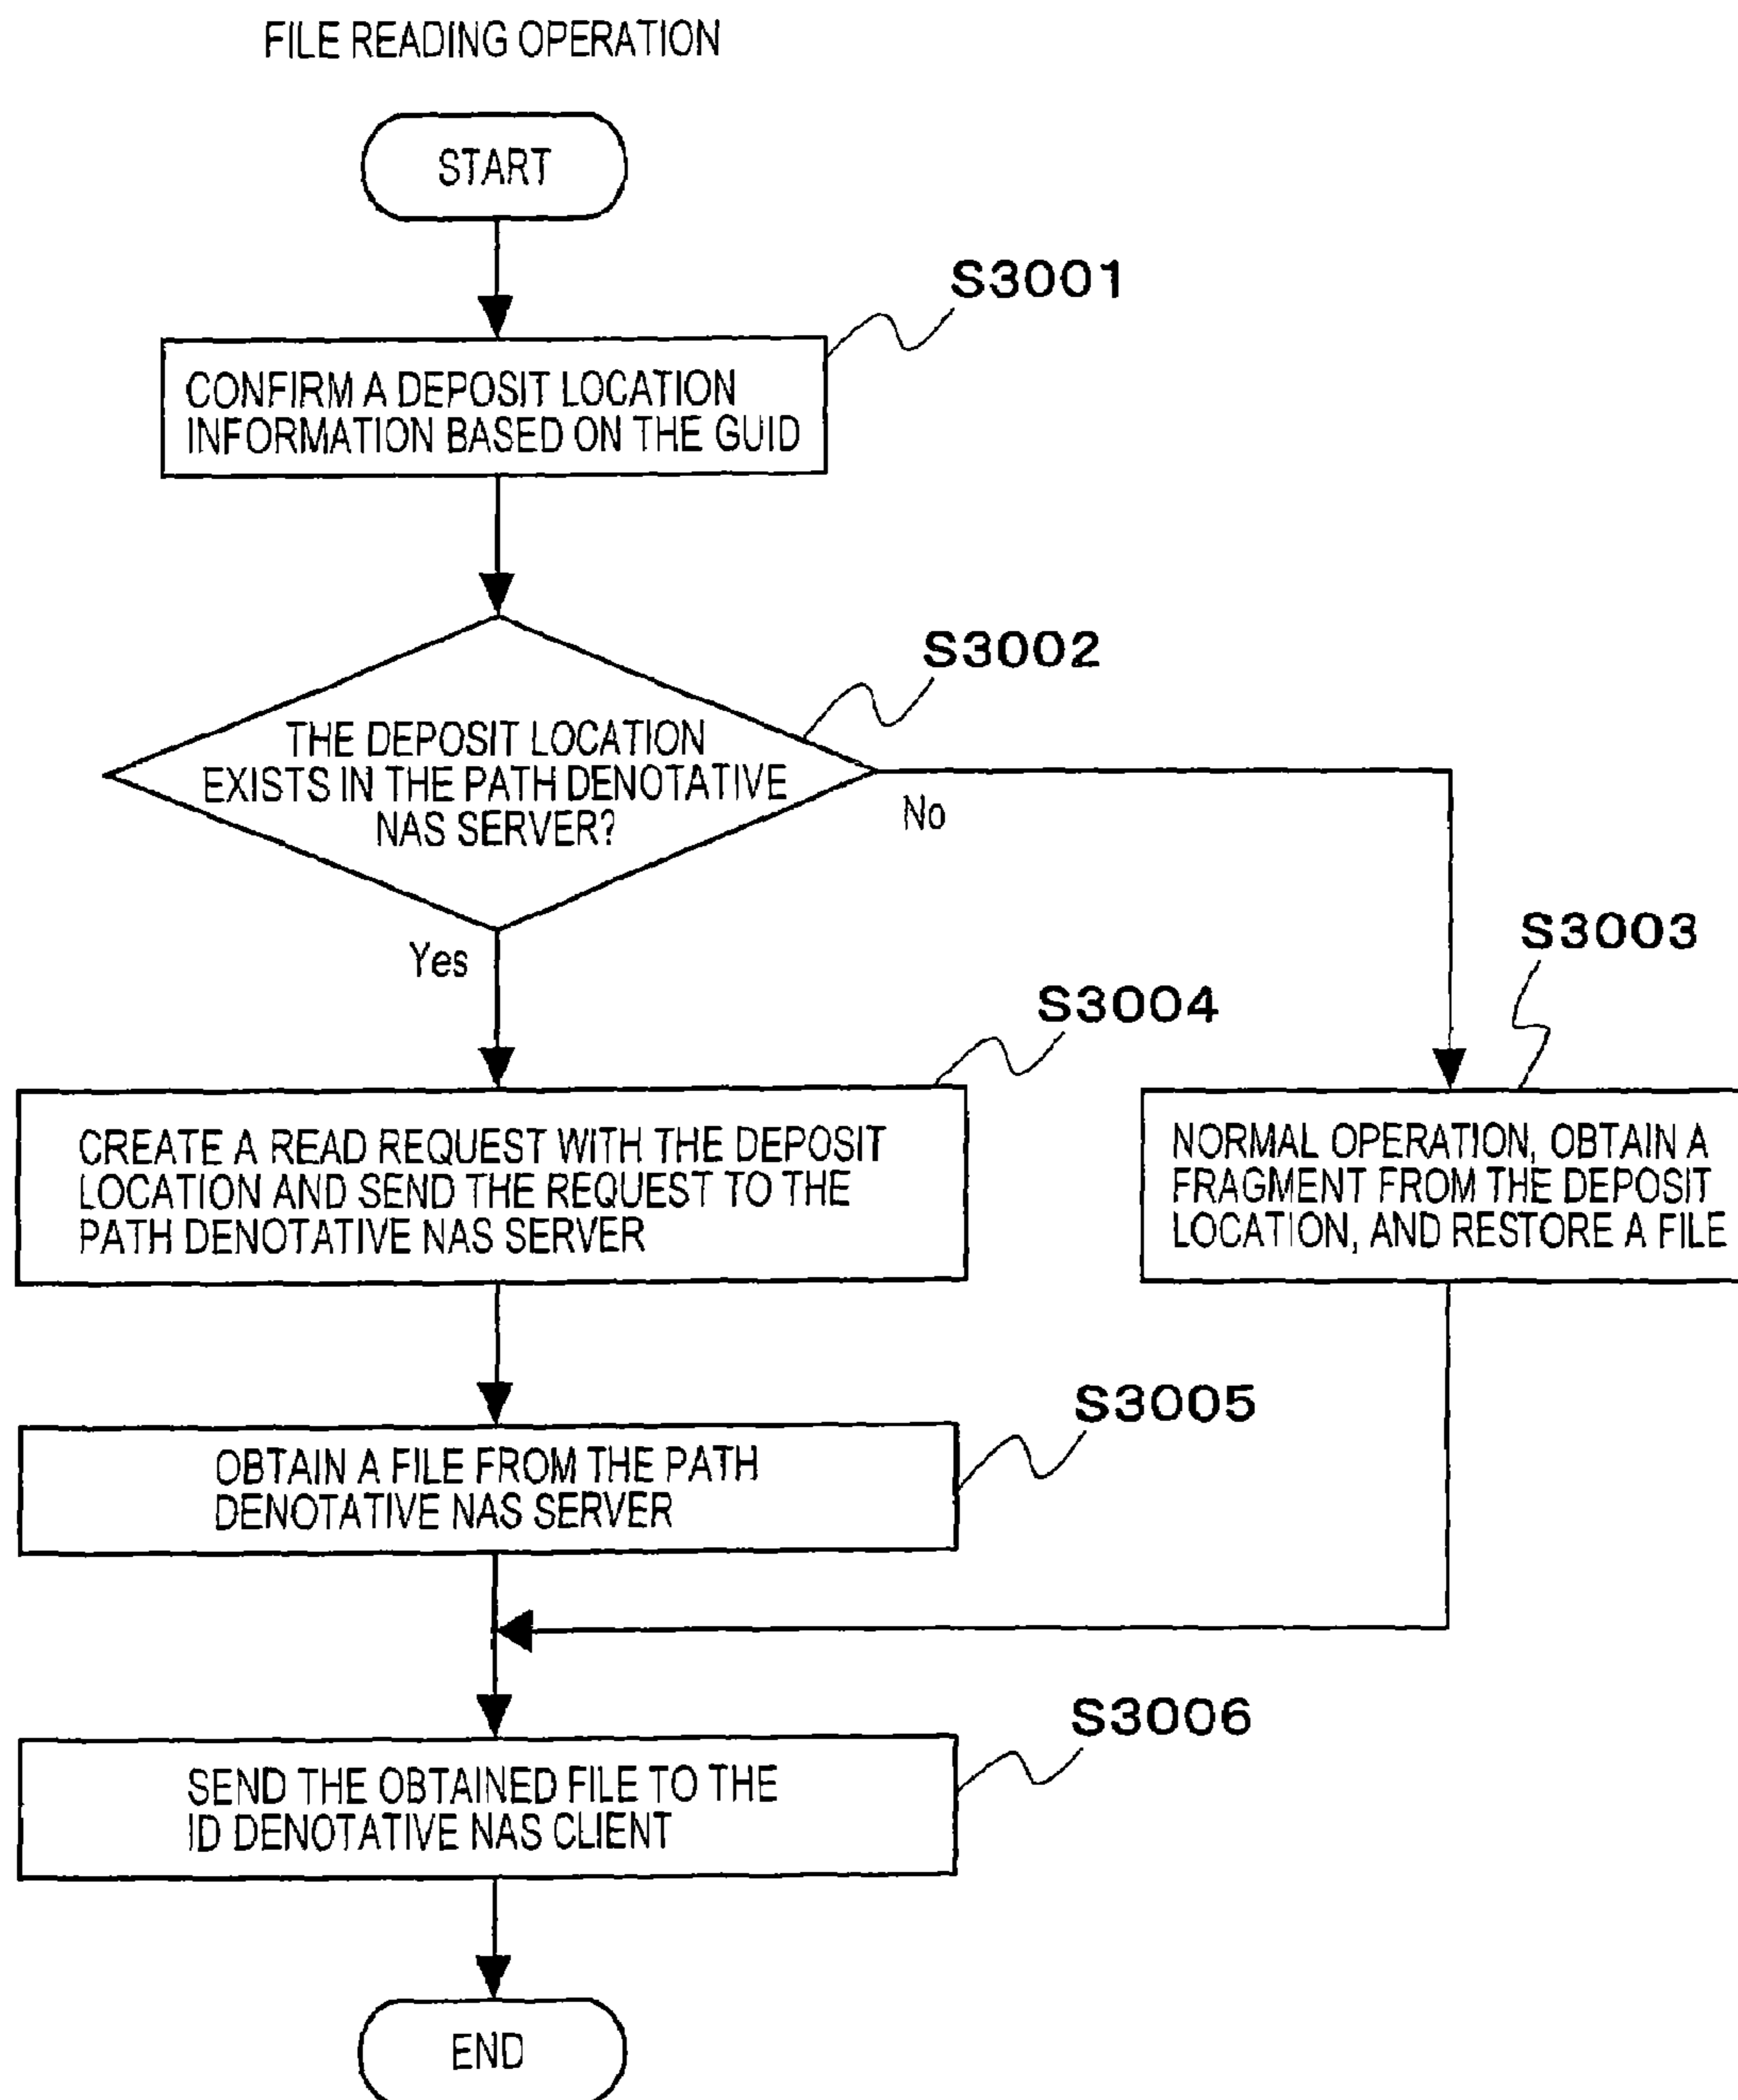 FILE READING OPERATION
START
S3001
CONFIRM A DEPOSIT LOCATION
INFORMATION BASED ON THE GUID
S3002
THE DEPOSIT LOCATION
EXISTS IN THE PATH DENOTATIVE
NAS SERVER?
No
Yes
S3003
S3004
CREATE A READ REQUEST WITH THE DEPOSIT
LOCATION AND SEND THE REQUEST TO THE
PATH DENOTATIVE NAS SERVER
NORMAL OPERATION, OBTAIN A
FRAGMENT FROM THE DEPOSIT
LOCATION, AND RESTORE A FILE
S3005
OBTAIN A FILE FROM THE PATH
DENOTATIVE NAS SERVER
S3006
SEND THE OBTAINED FILE TO THE
ID DENOTATIVE NAS CLIENT
END